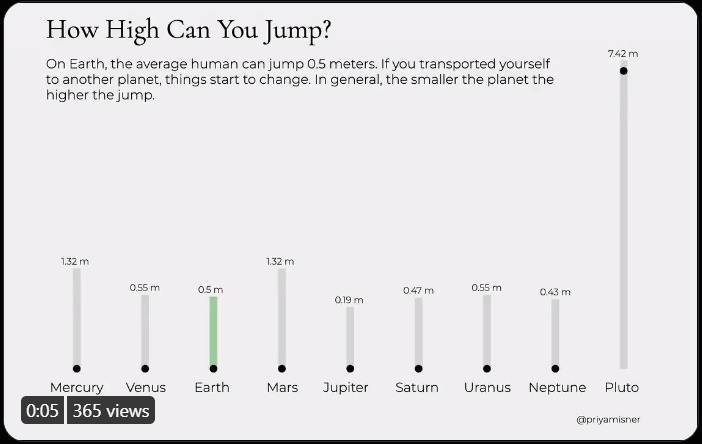 How High Can You Jump?
On Earth, the average human can jump 0.5 meters. If you transported yourself
to another planet, things start to change. In general, the smaller the planet the
higher the jump.
7.42 m
1.32 m
0.55 m
0.5 m
1.32 m
0.19 m
0.47 m
0.55 m
0.43 m
Mercury Venus Earth Mars Jupiter Saturn Uranus Neptune Pluto
0:05 365 views
@priyamisner